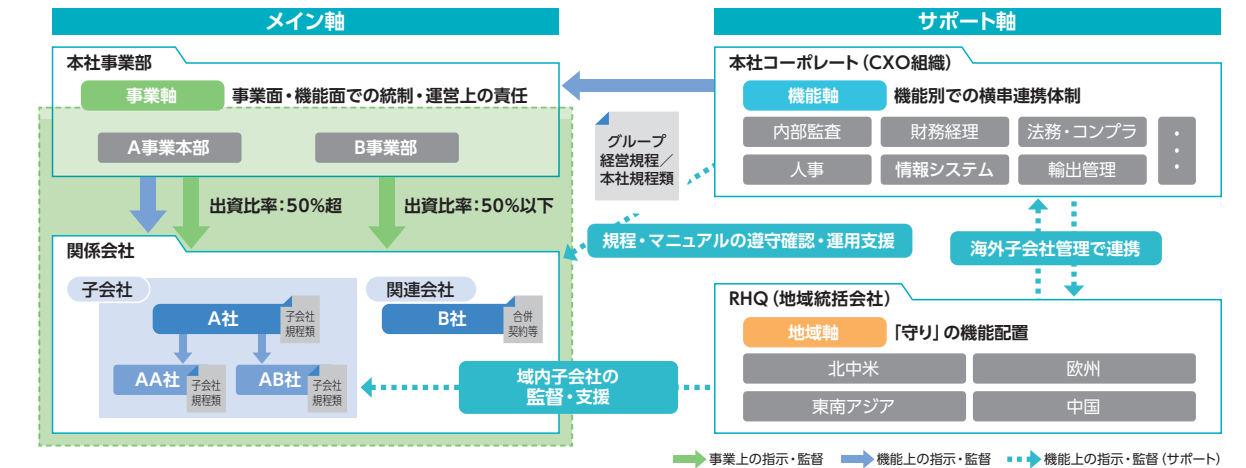 メイン軸
本社事業部
事業軸
事業面・機能面での統制・運営上の責任
A事業本部
B事業部
出資比率：50%超
出資比率：50%以下
関係会社
子会社
A社
子会社
規程類
AA社
子会社
規程類
AB社
子会社
規程類
関連会社
B社
合併
契約等
グループ
経営規程／
本社規程類
規程・マニュアルの遵守確認・運用支援
域内子会社の
監督・支援
サポート軸
本社コーポレート（CXO組織）
機能軸
機能別での横串連携体制
内部監査
財務経理
法務・コンプラ
人事
情報システム
輸出管理
・・・
海外子会社管理で連携
RHQ（地域統括会社）
地域軸
「守り」の機能配置
北中米
欧州
東南アジア
中国
事業上の指示・監督
機能上の指示・監督
機能上の指示・監督（サポート）